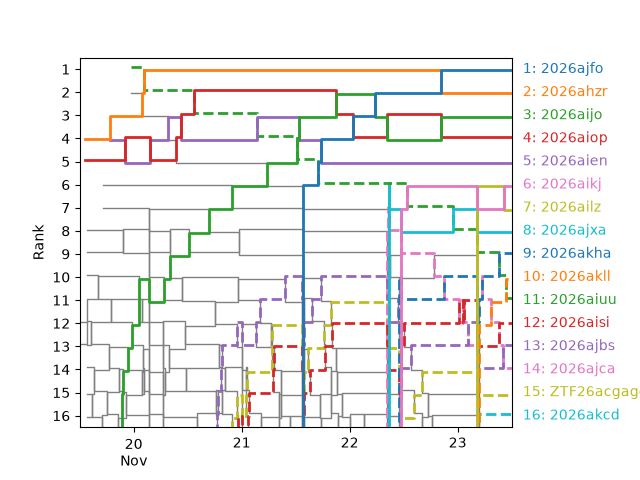 1
2
3
4
5
6
7
8
9
10
11
12
13
14
15
16
Rank
20
21
22
23
Nov
1: 2026ajfo
2: 2026ahzr
3: 2026aijo
4: 2026aiop
5: 2026aien
6: 2026aikj
7: 2026ailz
8: 2026ajxa
9: 2026akha
10: 2026akll
11: 2026aiuu
12: 2026aisi
13: 2026ajbs
14: 2026ajca
15: ZTF26acgag
16: 2026akcd